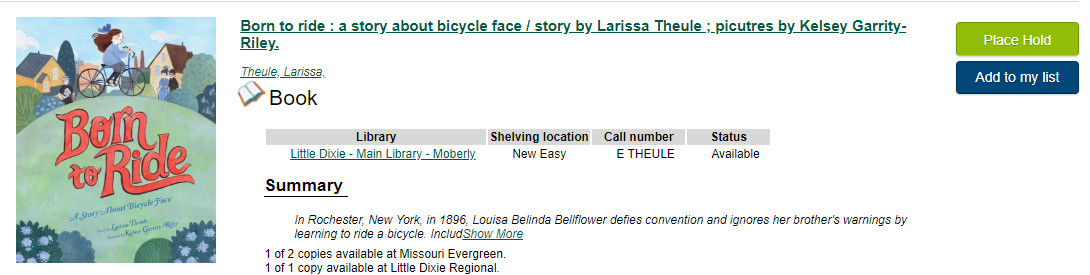 Born to ride : a story about bicycle face / story by Larissa Theule ; picutres by Kelsey Garrity-
Riley.
Place Hold
Theule, Larissa,
Add to my list
Book
Library Shelving location Call number Status
Little Dixie - Main Library - Moberly New Easy E THEULE Available
Summary
In Rochester, New York, in 1896, Louisa Belinda Bellflower defies convention and ignores her brother's warnings by
learning to ride a bicycle. IncludShow More
1 of 2 copies available at Missouri Evergreen.
1 of 1 copy available at Little Dixie Regional.
Born
to Ride
A Story About Bicycle Face
Larissa Theule
Kelsey Garrity-Riley